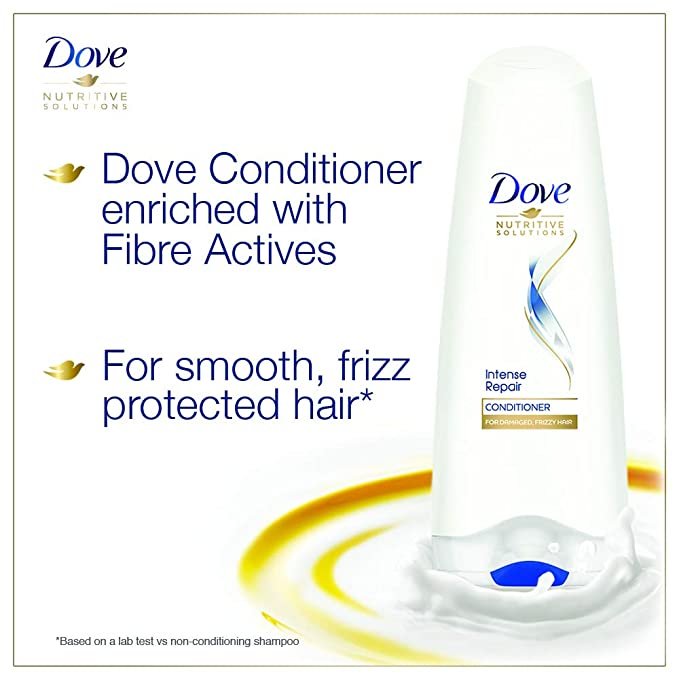 Dove
NUTRITIVE
SOLUTIONS
Dove Conditioner
enriched with
Fibre Actives
For smooth, frizz
protected hair*
Dove
NUTRITIVE
SOLUTIONS
Intense
Repair
CONDITIONER
FOR DAMAGED, FRIZZY HAIR
*Based on a lab test vs non-conditioning shampoo